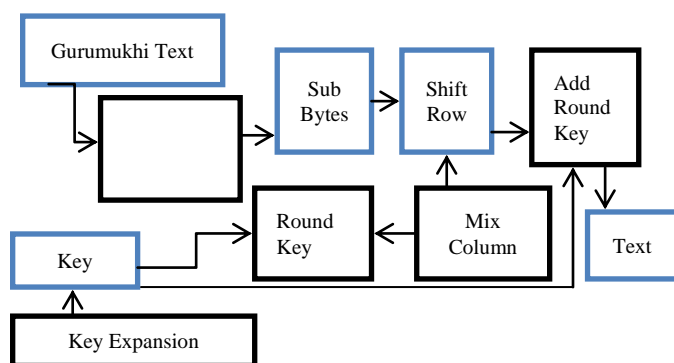 Gurumukhi Text
Sub
Bytes
Shift
Row
Add
Round
Key
Round
Key
Mix
Column
Text
Key
Key Expansion